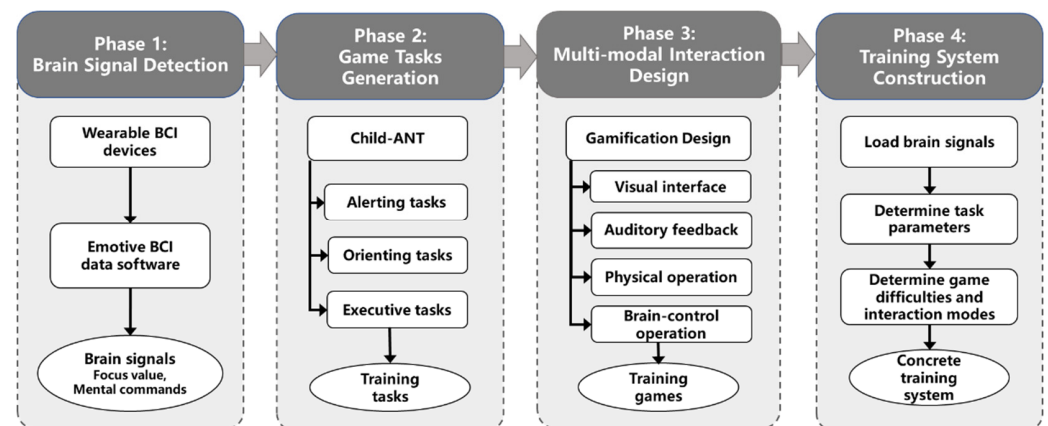 Phase 1:
Brain Signal Detection
Wearable BCI
devices
Emotive BCI
data software
Brain signals
Focus value,
Mental commands
Phase 2:
Game Tasks
Generation
Child-ANT
Alerting tasks
Orienting tasks
Executive tasks
Training
tasks
Phase 3:
Multi-modal Interaction
Design
Gamification Design
Visual interface
Auditory feedback
Physical operation
Brain-control
operation
Training
games
Phase 4:
Training System
Construction
Load brain signals
Determine task
parameters
Determine game
difficulties and
interaction modes
Concrete
training
system